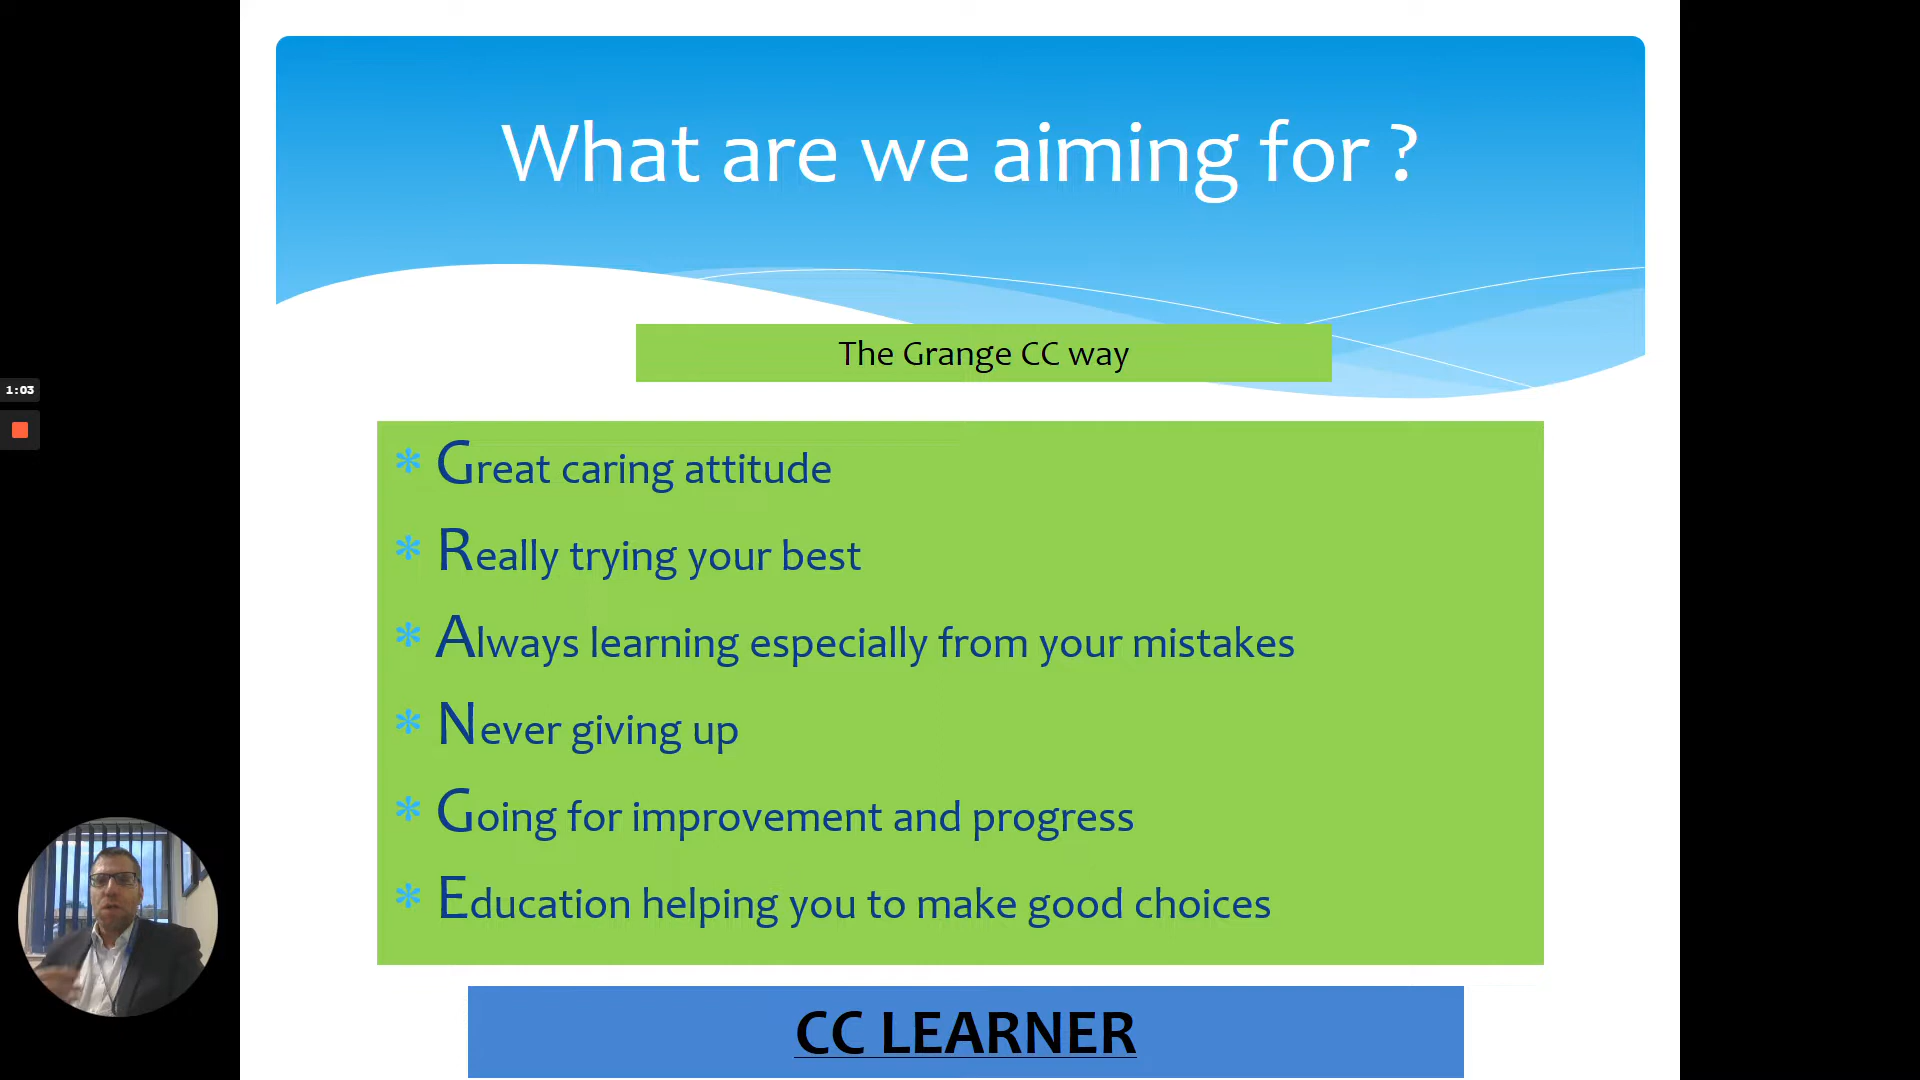 What are we aiming for ?
The Grange CC way
1:03
* Great caring attitude
* Really trying your best
* Always learning especially from your mistakes
* Never giving up
* Going for improvement and progress
* Education helping you to make good choices
CC LEARNER